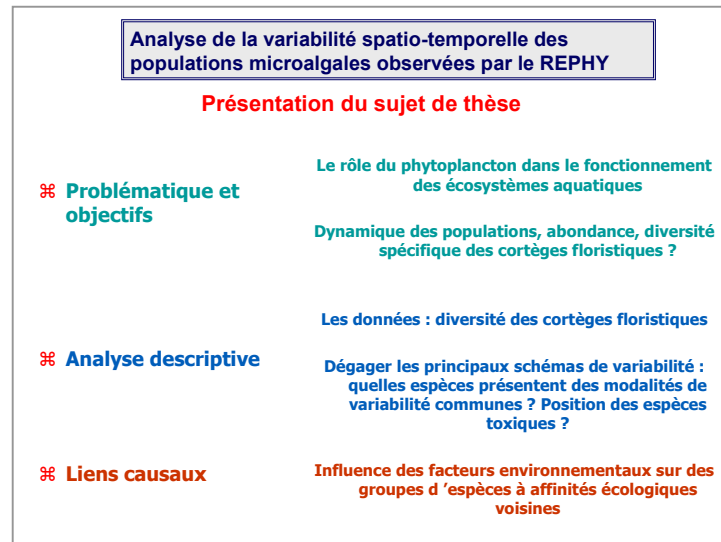 Analyse de la variabilité spatio-temporelle des
populations microalgales observées par le REPHY
Présentation du sujet de thèse
⌘ Problématique et
objectifs
Le rôle du phytoplancton dans le fonctionnement
des écosystèmes aquatiques
Dynamique des populations, abondance, diversité
spécifique des cortèges floristiques ?
⌘ Analyse descriptive
Les données : diversité des cortèges floristiques
Dégager les principaux schémas de variabilité :
quelles espèces présentent des modalités de
variabilité communes ? Position des espèces
toxiques ?
⌘ Liens causaux
Influence des facteurs environnementaux sur des
groupes d ’espèces à affinités écologiques
voisines